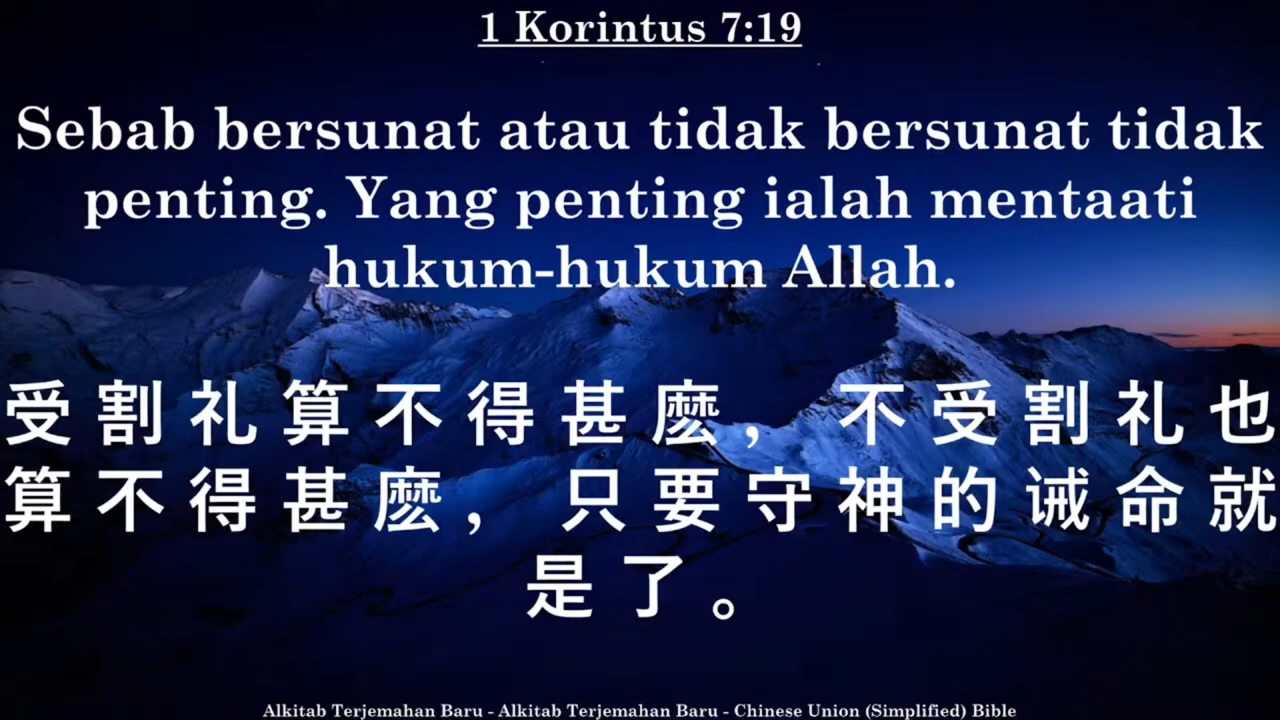 1 Korintus 7:19
Sebab bersunat atau tidak bersunat tidak
penting. Yang penting ialah mentaati
hukum-hukum Allah.
受割礼算不得甚麽，不受割礼也
算不得甚麽，只要守神的诫命就
是了。
Alkitab Terjemahan Baru - Alkitab Terjemahan Baru - Chinese Union (Simplified) Bible